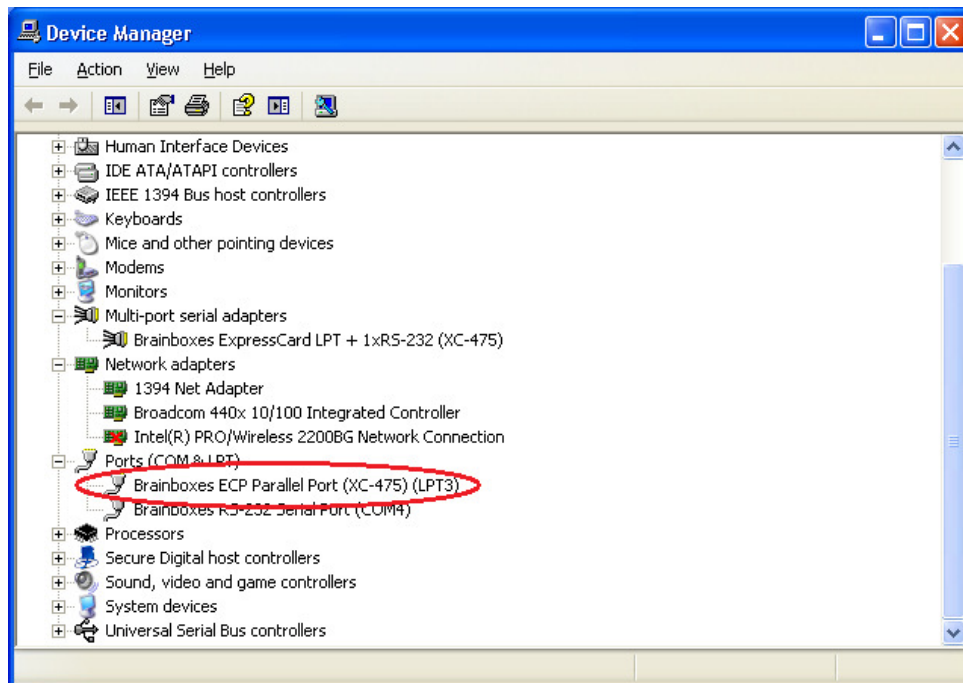 Device Manager
File Action View Help
Human Interface Devices
IDE ATA/ATAPI controllers
IEEE 1394 Bus host controllers
Keyboards
Mice and other pointing devices
Modems
Monitors
Multi-port serial adapters
Brainboxes ExpressCard LPT + 1xRS-232 (XC-475)
Network adapters
1394 Net Adapter
Broadcom 440x 10/100 Integrated Controller
Intel(R) PRO/Wireless 2200BG Network Connection
Ports (COM & LPT)
Brainboxes ECP Parallel Port (XC-475) (LPT3)
Brainboxes RS-232 Serial Port (COM4)
Processors
Secure Digital host controllers
Sound, video and game controllers
System devices
Universal Serial Bus controllers